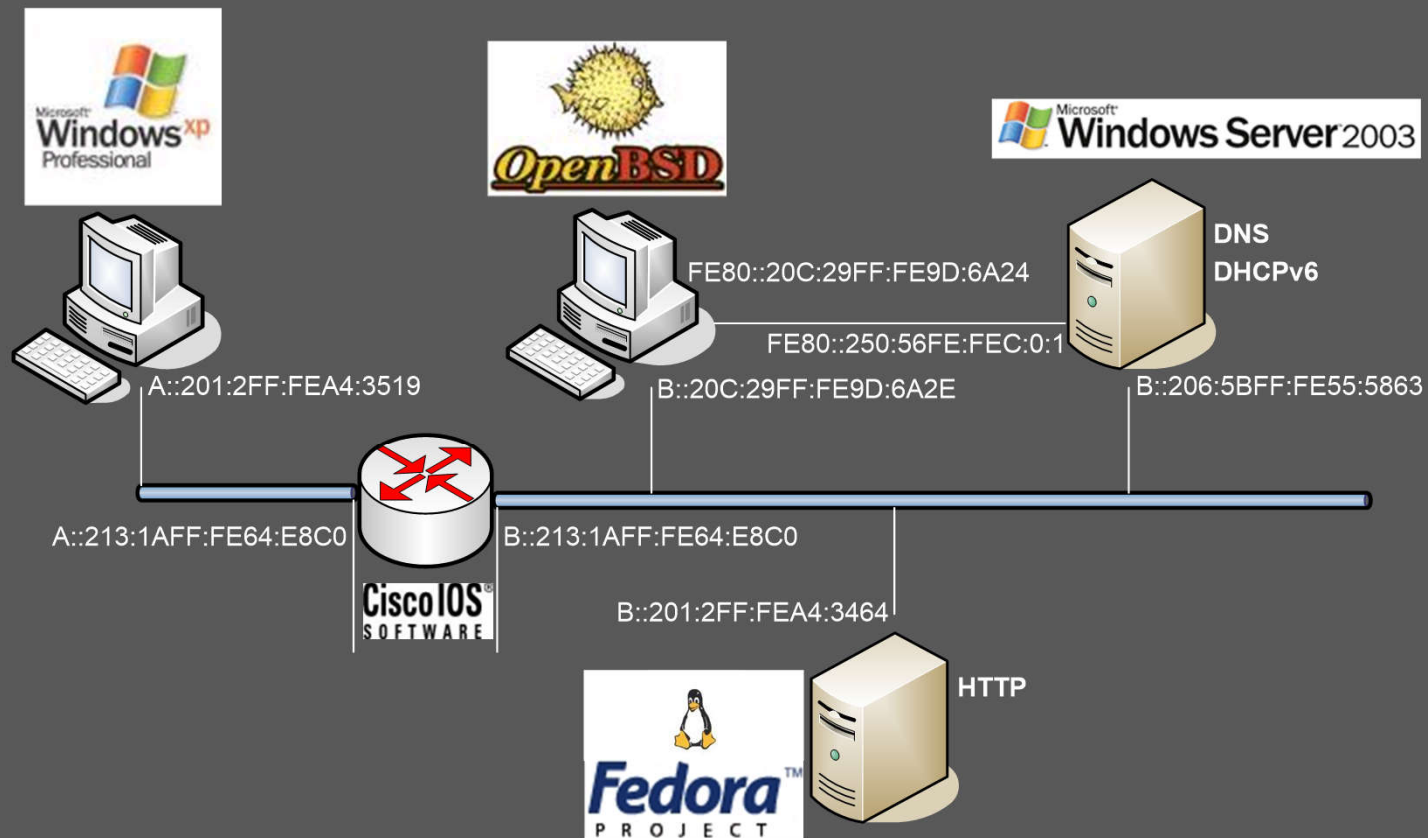 Microsoft
Windows xp
Professional
OpenBSD
Microsoft
Windows Server 2003
DNS
DHCPv6
FE80::20C:29FF:FE9D:6A24
FE80::250:56FE:FEC:0:1
A::201:2FF:FEA4:3519
B::20C:29FF:FE9D:6A2E
B::206:5BFF:FE55:5863
A::213:1AFF:FE64:E8C0
B::213:1AFF:FE64:E8C0
Cisco IOS®
SOFTWARE
B::201:2FF:FEA4:3464
HTTP
Fedora™
PROJECT